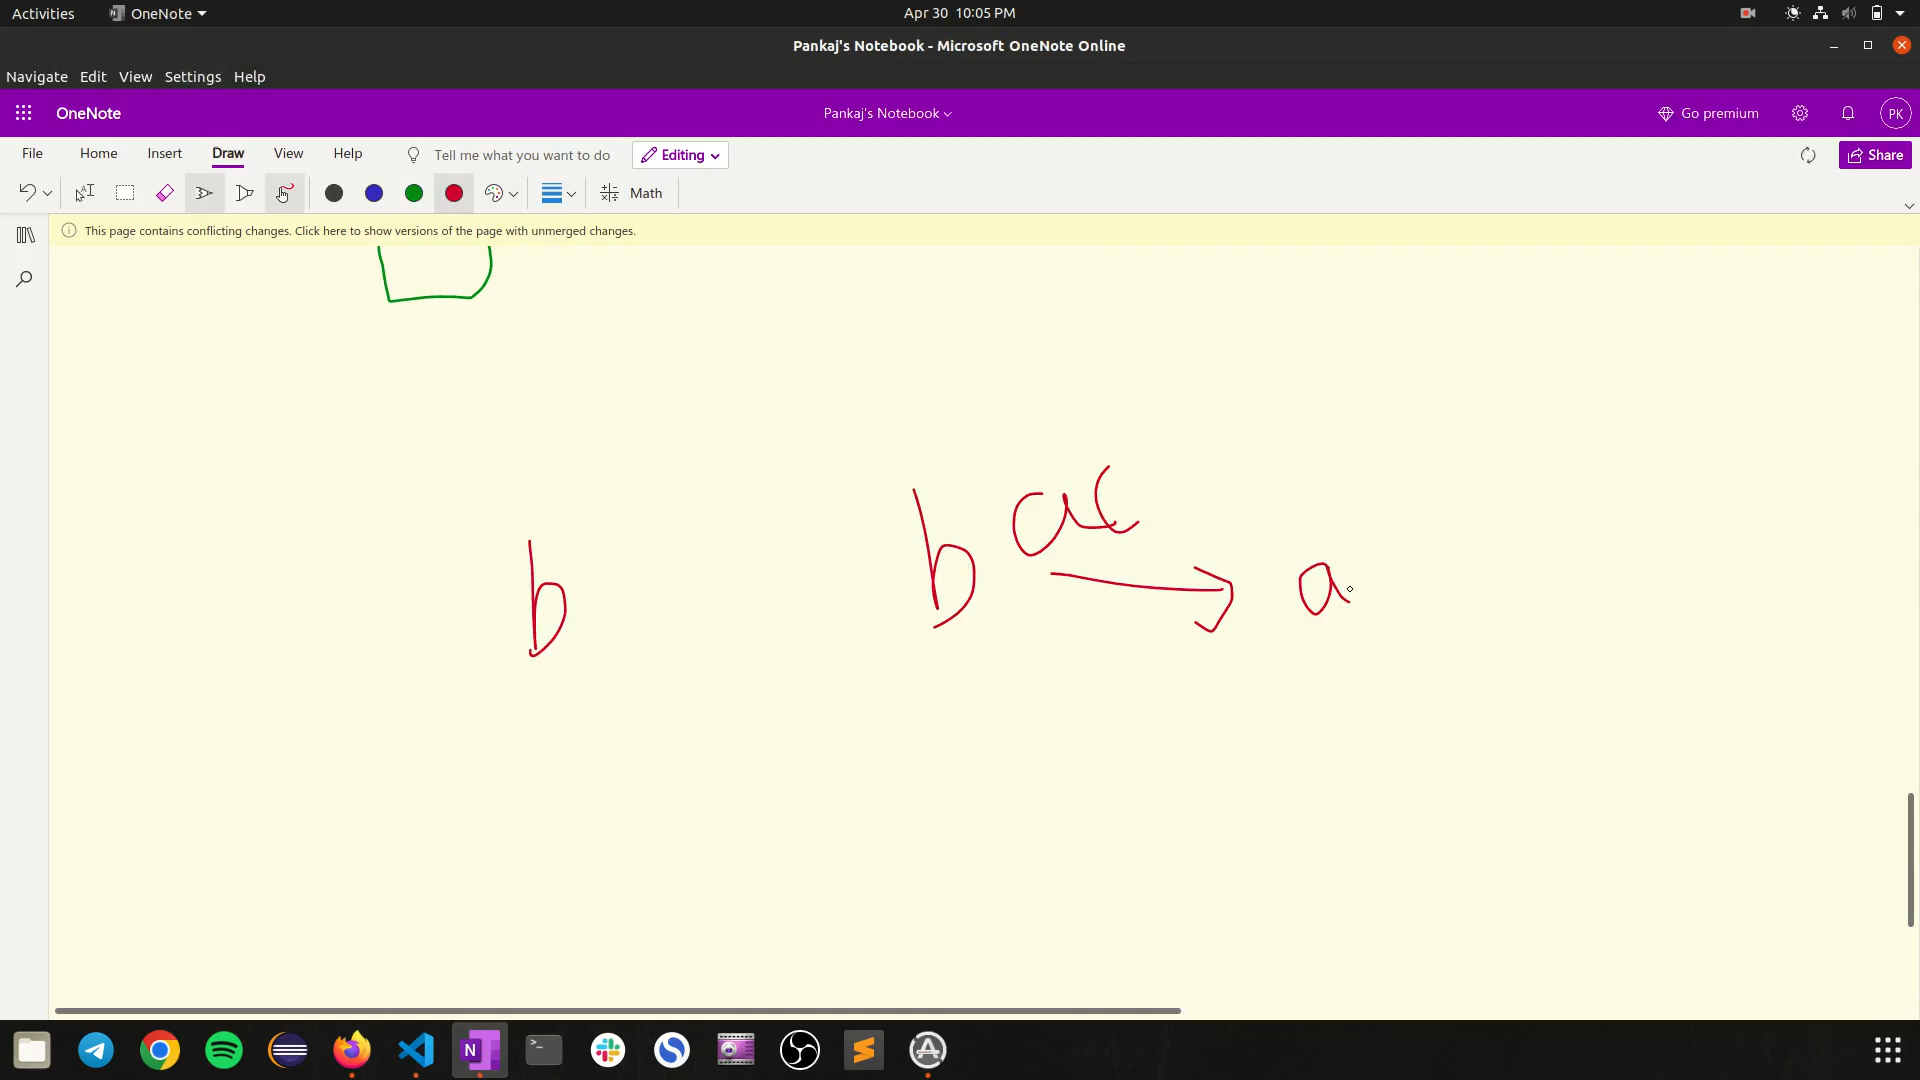 Activities OneNote Apr 30 10:05 PM
Pankaj's Notebook - Microsoft OneNote Online
Navigate Edit View Settings Help
OneNote Pankaj's Notebook Go premium PK
File Home Insert Draw View Help Tell me what you want to do Editing Share
Math
This page contains conflicting changes. Click here to show versions of the page with unmerged changes.
b b ac a